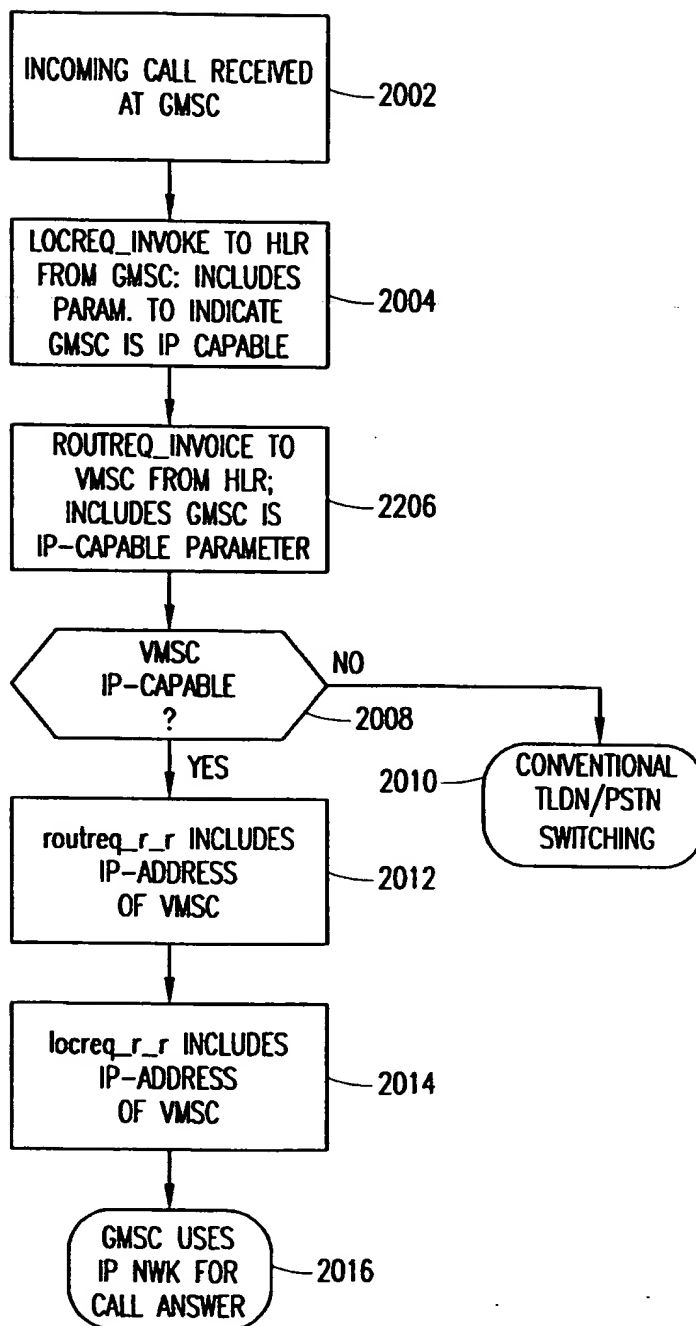 INCOMING CALL RECEIVED
AT GMSC
2002
LOCREQ_INVOKE TO HLR
FROM GMSC: INCLUDES
PARAM. TO INDICATE
GMSC IS IP CAPABLE
2004
ROUTREQ_INVOICE TO
VMSC FROM HLR;
INCLUDES GMSC IS
IP-CAPABLE PARAMETER
2206
VMSC
IP-CAPABLE
?
2008
NO
YES
2010
CONVENTIONAL
TLDN/PSTN
SWITCHING
routreq_r_r INCLUDES
IP-ADDRESS
OF VMSC
2012
locreq_r_r INCLUDES
IP-ADDRESS
OF VMSC
2014
GMSC USES
IP NWK FOR
CALL ANSWER
2016